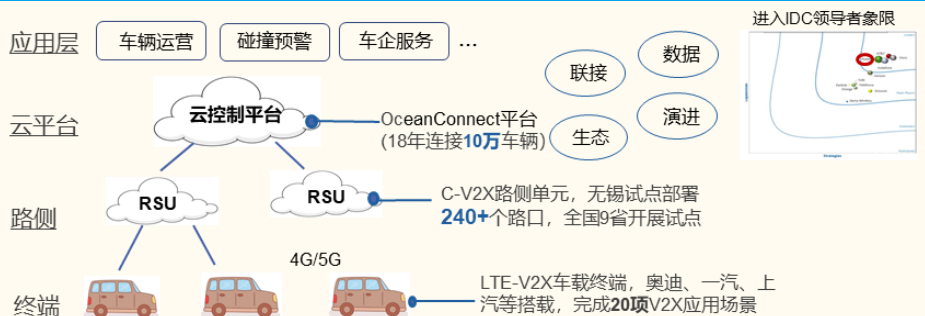 进入IDC领导者象限
应用层
车辆运营
碰撞预警
车企服务
...
联接
数据
生态
演进
云平台
云控制平台
OceanConnect平台
(18年连接10万车辆)
路侧
RSU
RSU
C-V2X路侧单元，无锡试点部署
240+个路口，全国9省开展试点
4G/5G
终端
LTE-V2X车载终端，奥迪、一汽、上
汽等搭载，完成20项V2X应用场景